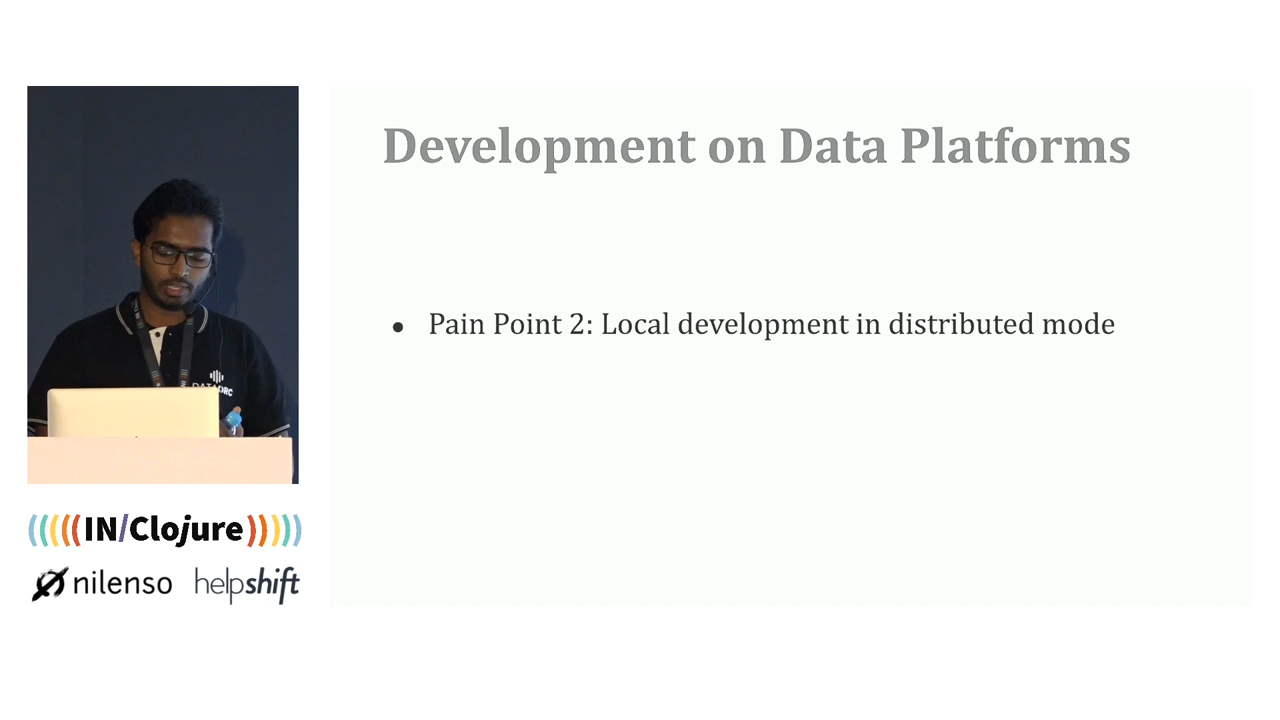 Development on Data Platforms
● Pain Point 2: Local development in distributed mode
(((((IN/Clojure)))))
nilenso helpshift